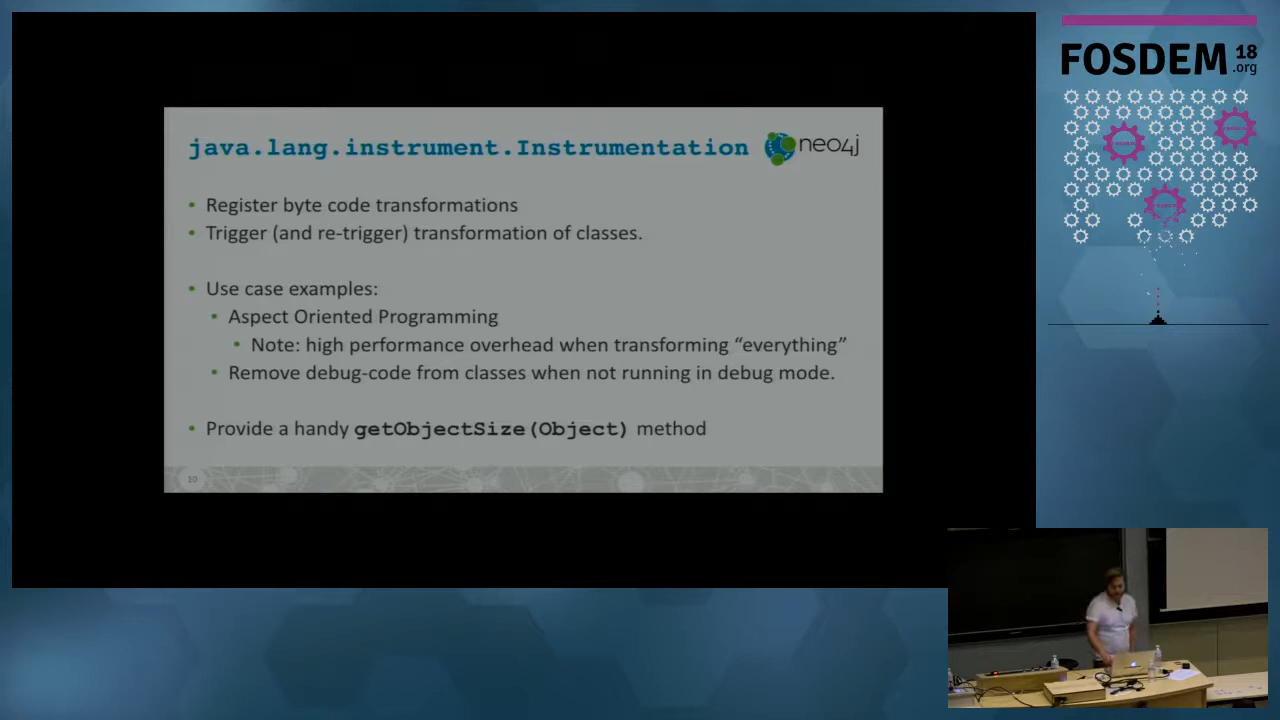 FOSDEM 18
.org
java.lang.instrument.Instrumentation
neo4j
• Register byte code transformations
• Trigger (and re-trigger) transformation of classes.
• Use case examples:
• Aspect Oriented Programming
• Note: high performance overhead when transforming “everything”
• Remove debug-code from classes when not running in debug mode.
• Provide a handy getObjectSize(Object) method
10